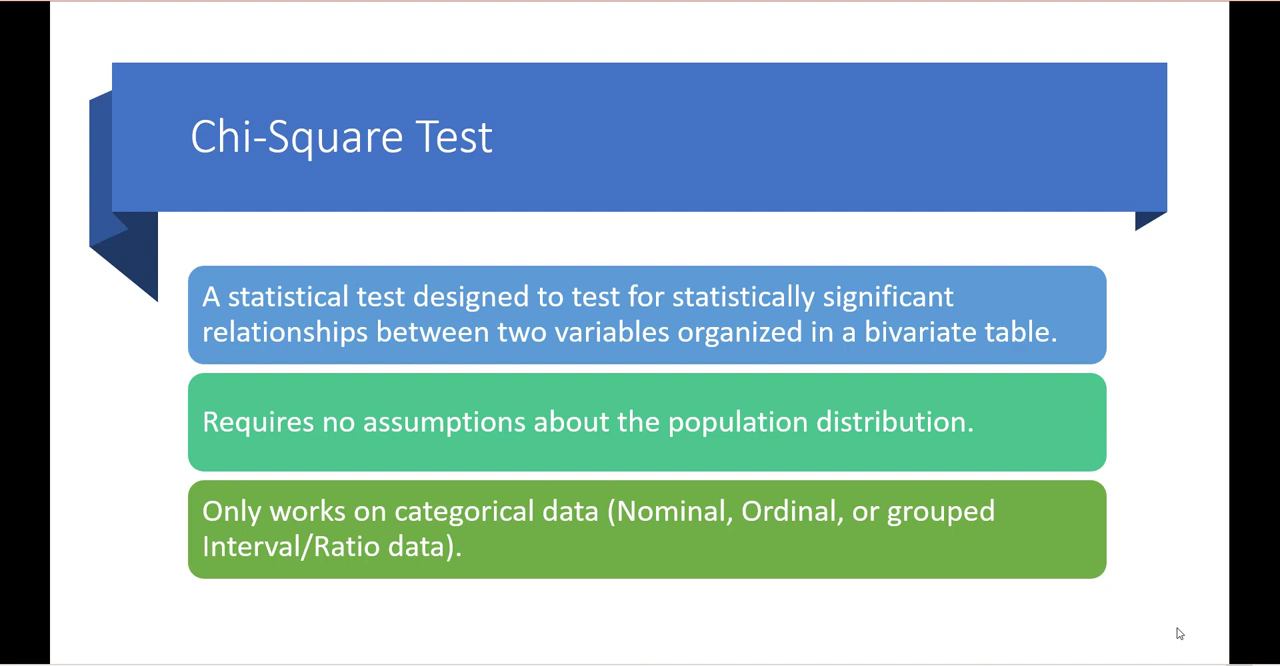 Chi-Square Test
A statistical test designed to test for statistically significant
relationships between two variables organized in a bivariate table.
Requires no assumptions about the population distribution.
Only works on categorical data (Nominal, Ordinal, or grouped
Interval/Ratio data).